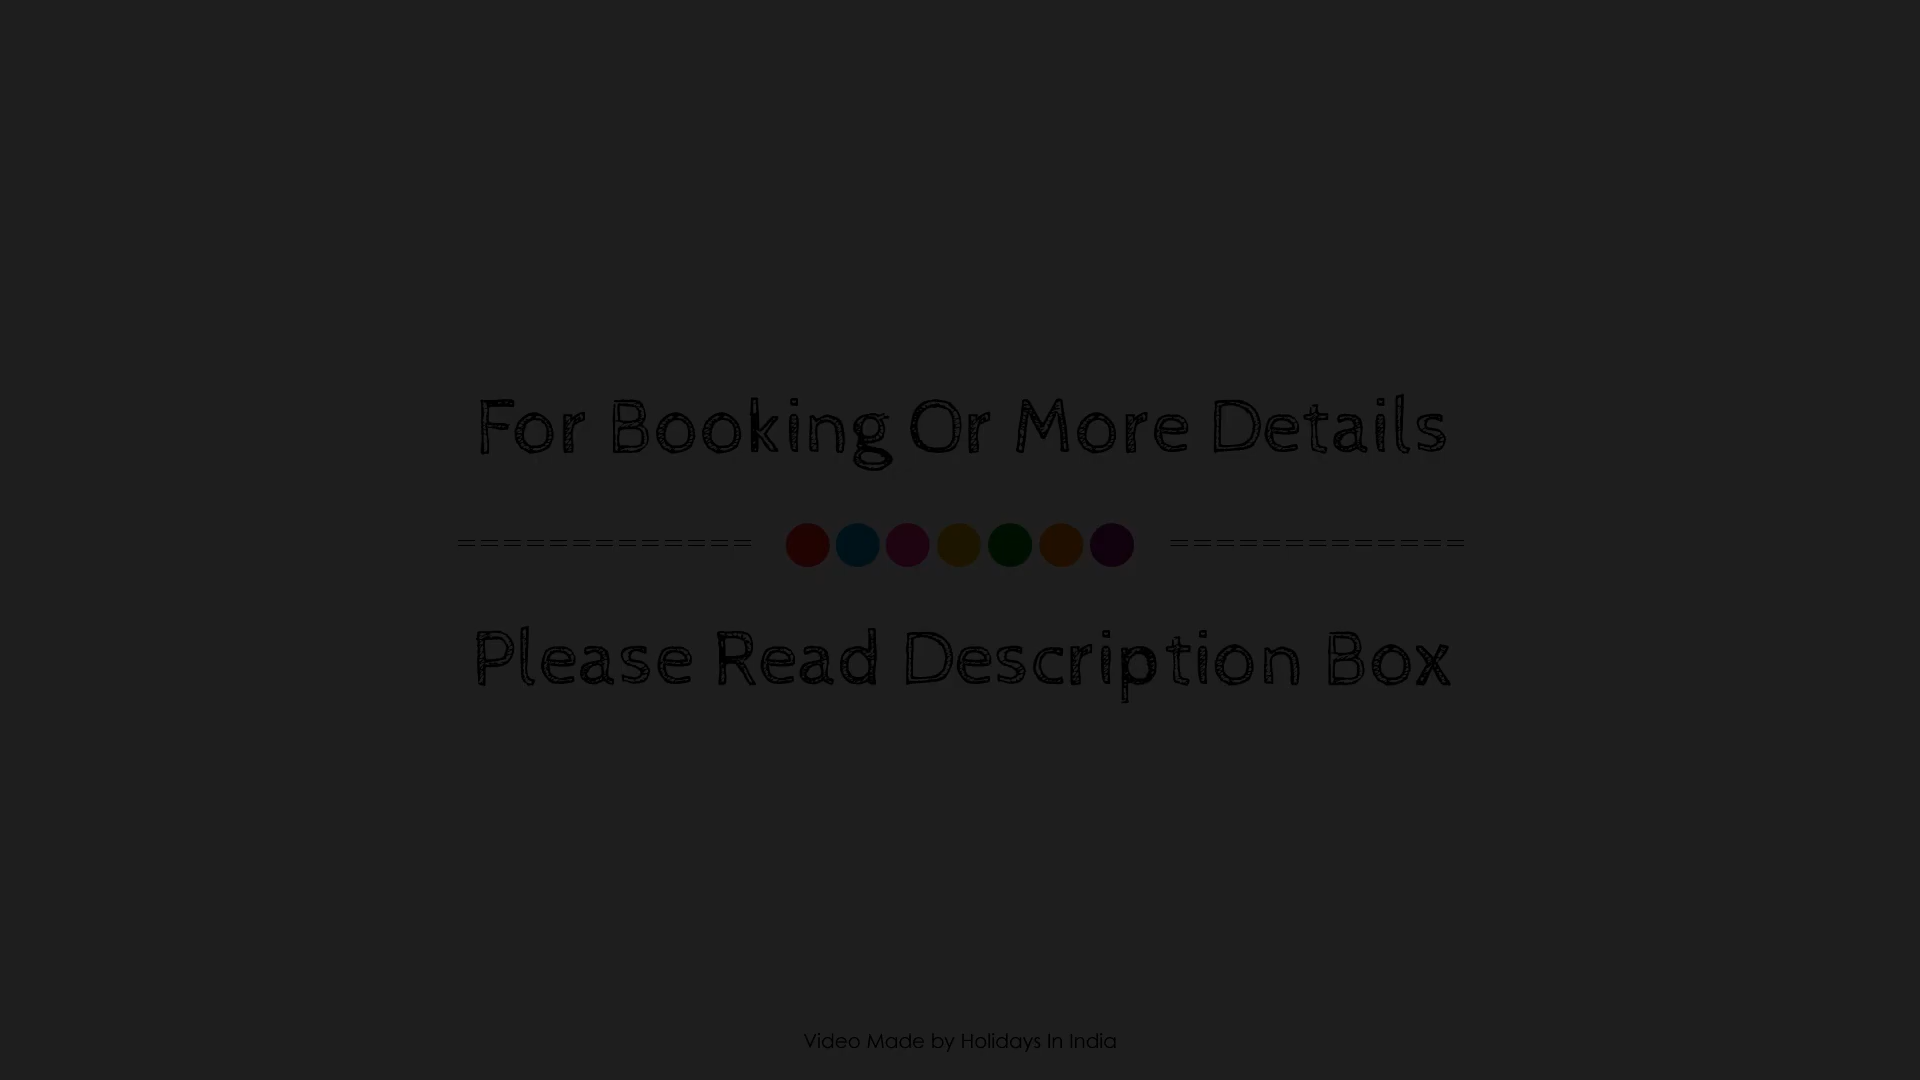 For Booking Or More Details
============= =============
Please Read Description Box
Video Made by Holidays In India